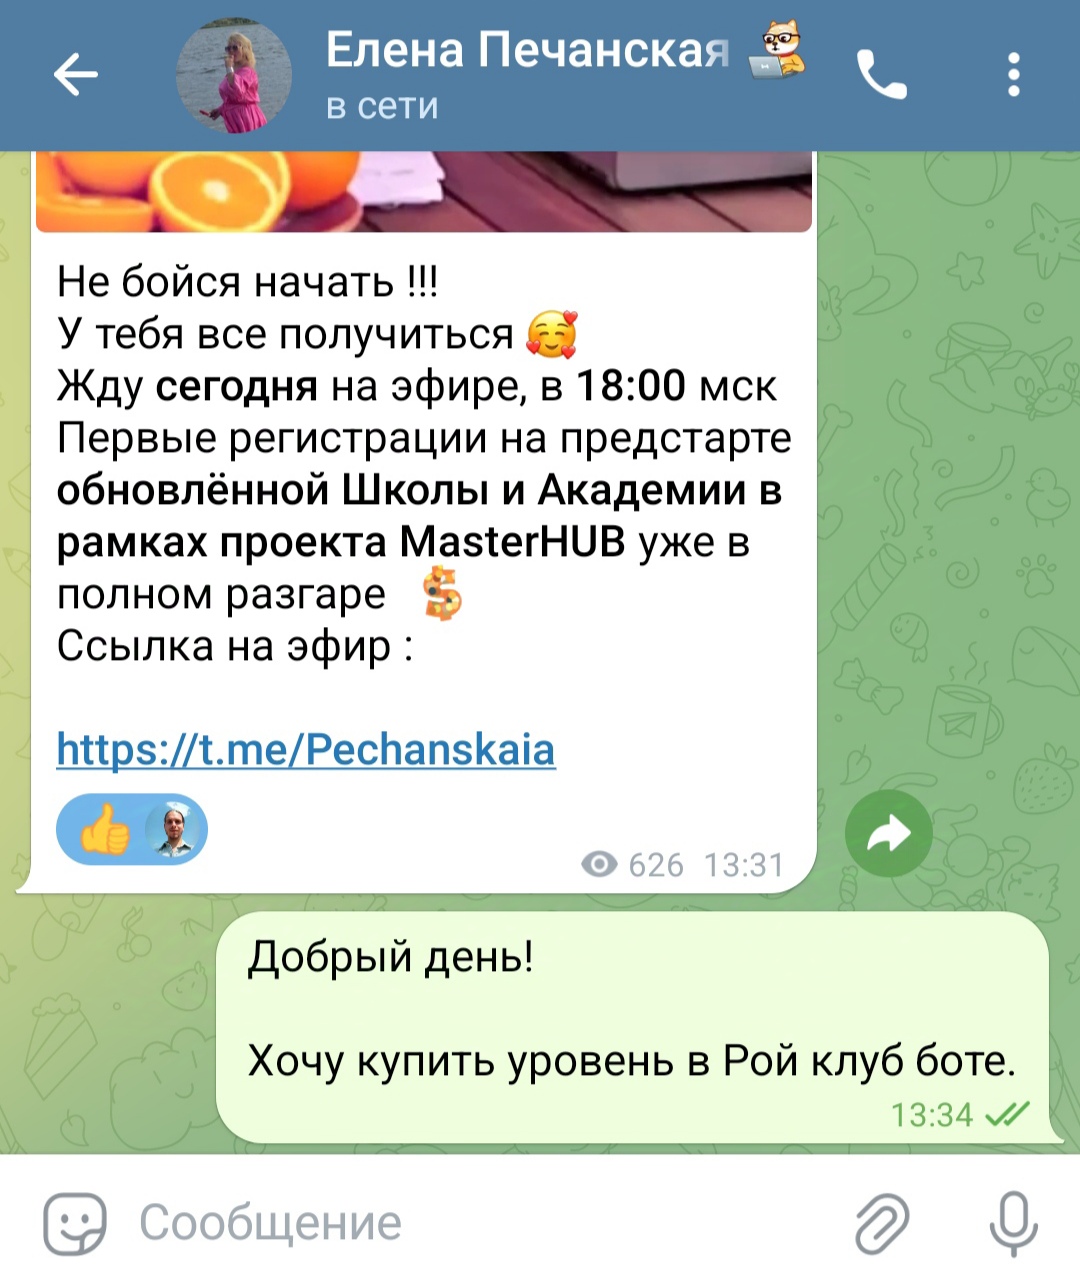 Елена Печанская
в сети
Не бойся начать !!!
У тебя все получиться
Жду сегодня на эфире, в 18:00 мск
Первые регистрации на предстарте
обновлённой Школы и Академии в
рамках проекта MasterHUB уже в
полном разгаре
Ссылка на эфир :
https://t.me/Pechanskaia
626 13:31
Добрый день!
Хочу купить уровень в Рой клуб боте.
13:34
Сообщение